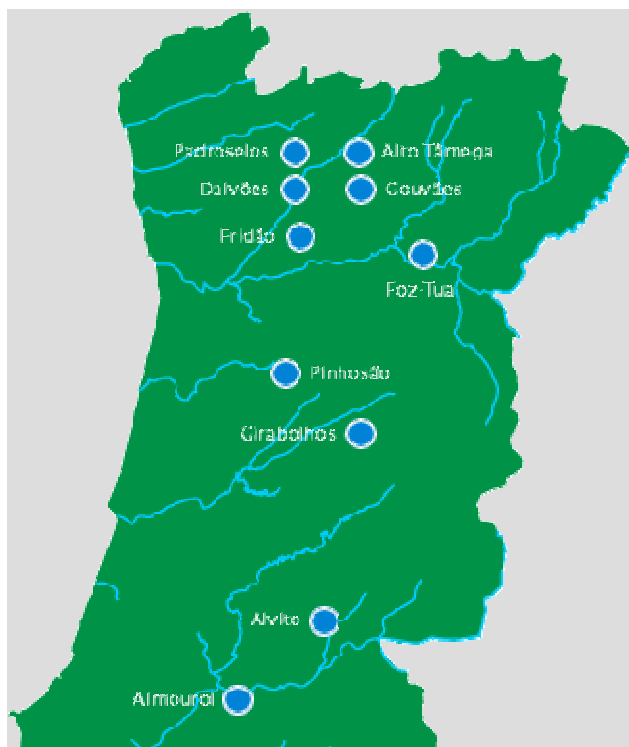 Padroselos
Alto Tâmega
Daivões
Gouvães
Fridão
Foz-Tua
Pinhosão
Girabolhos
Alvito
Almourol